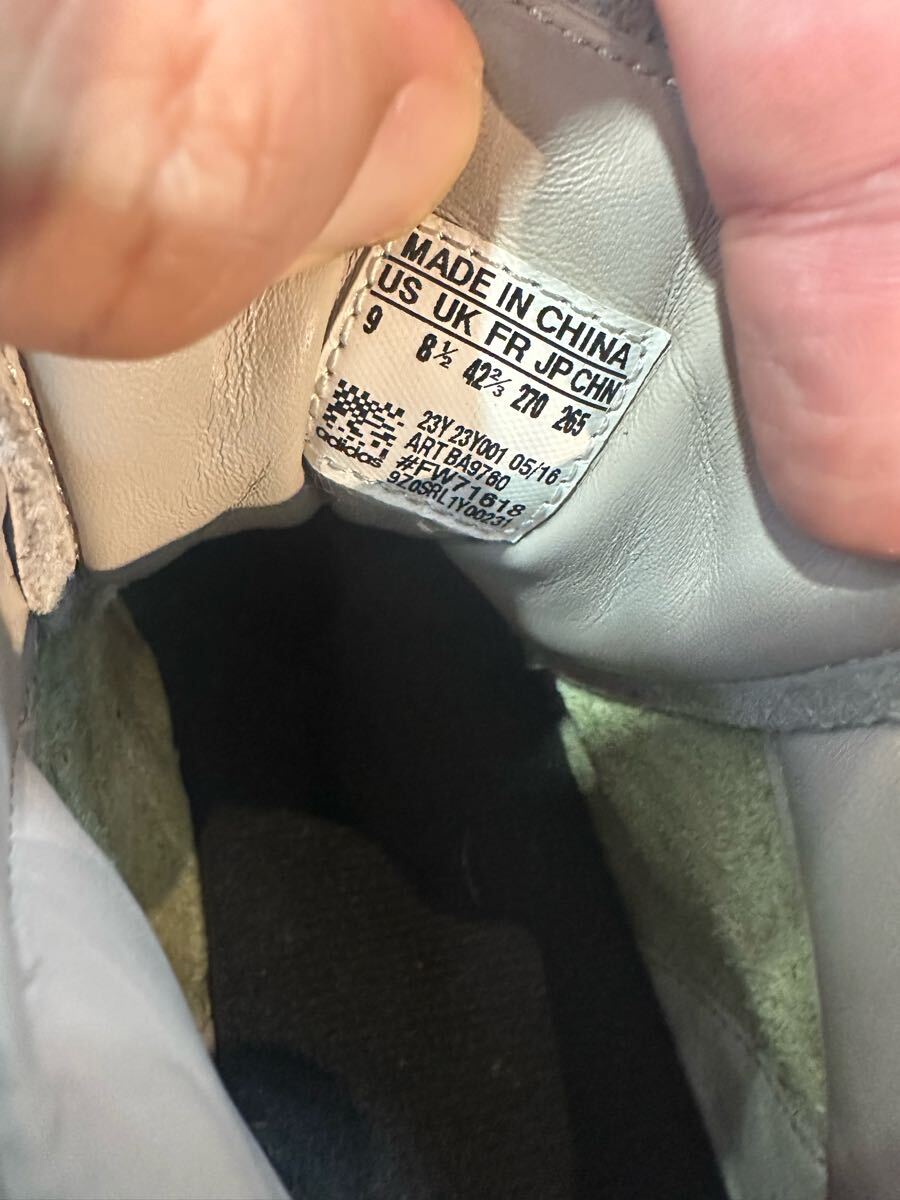 MADE IN CHINA
US UK FR JP CHN
9 8½ 42⅔ 270 265
23Y 23Y001 05/16
ART BA9760
#FW71618
9Z0SRL1Y00231
adidas